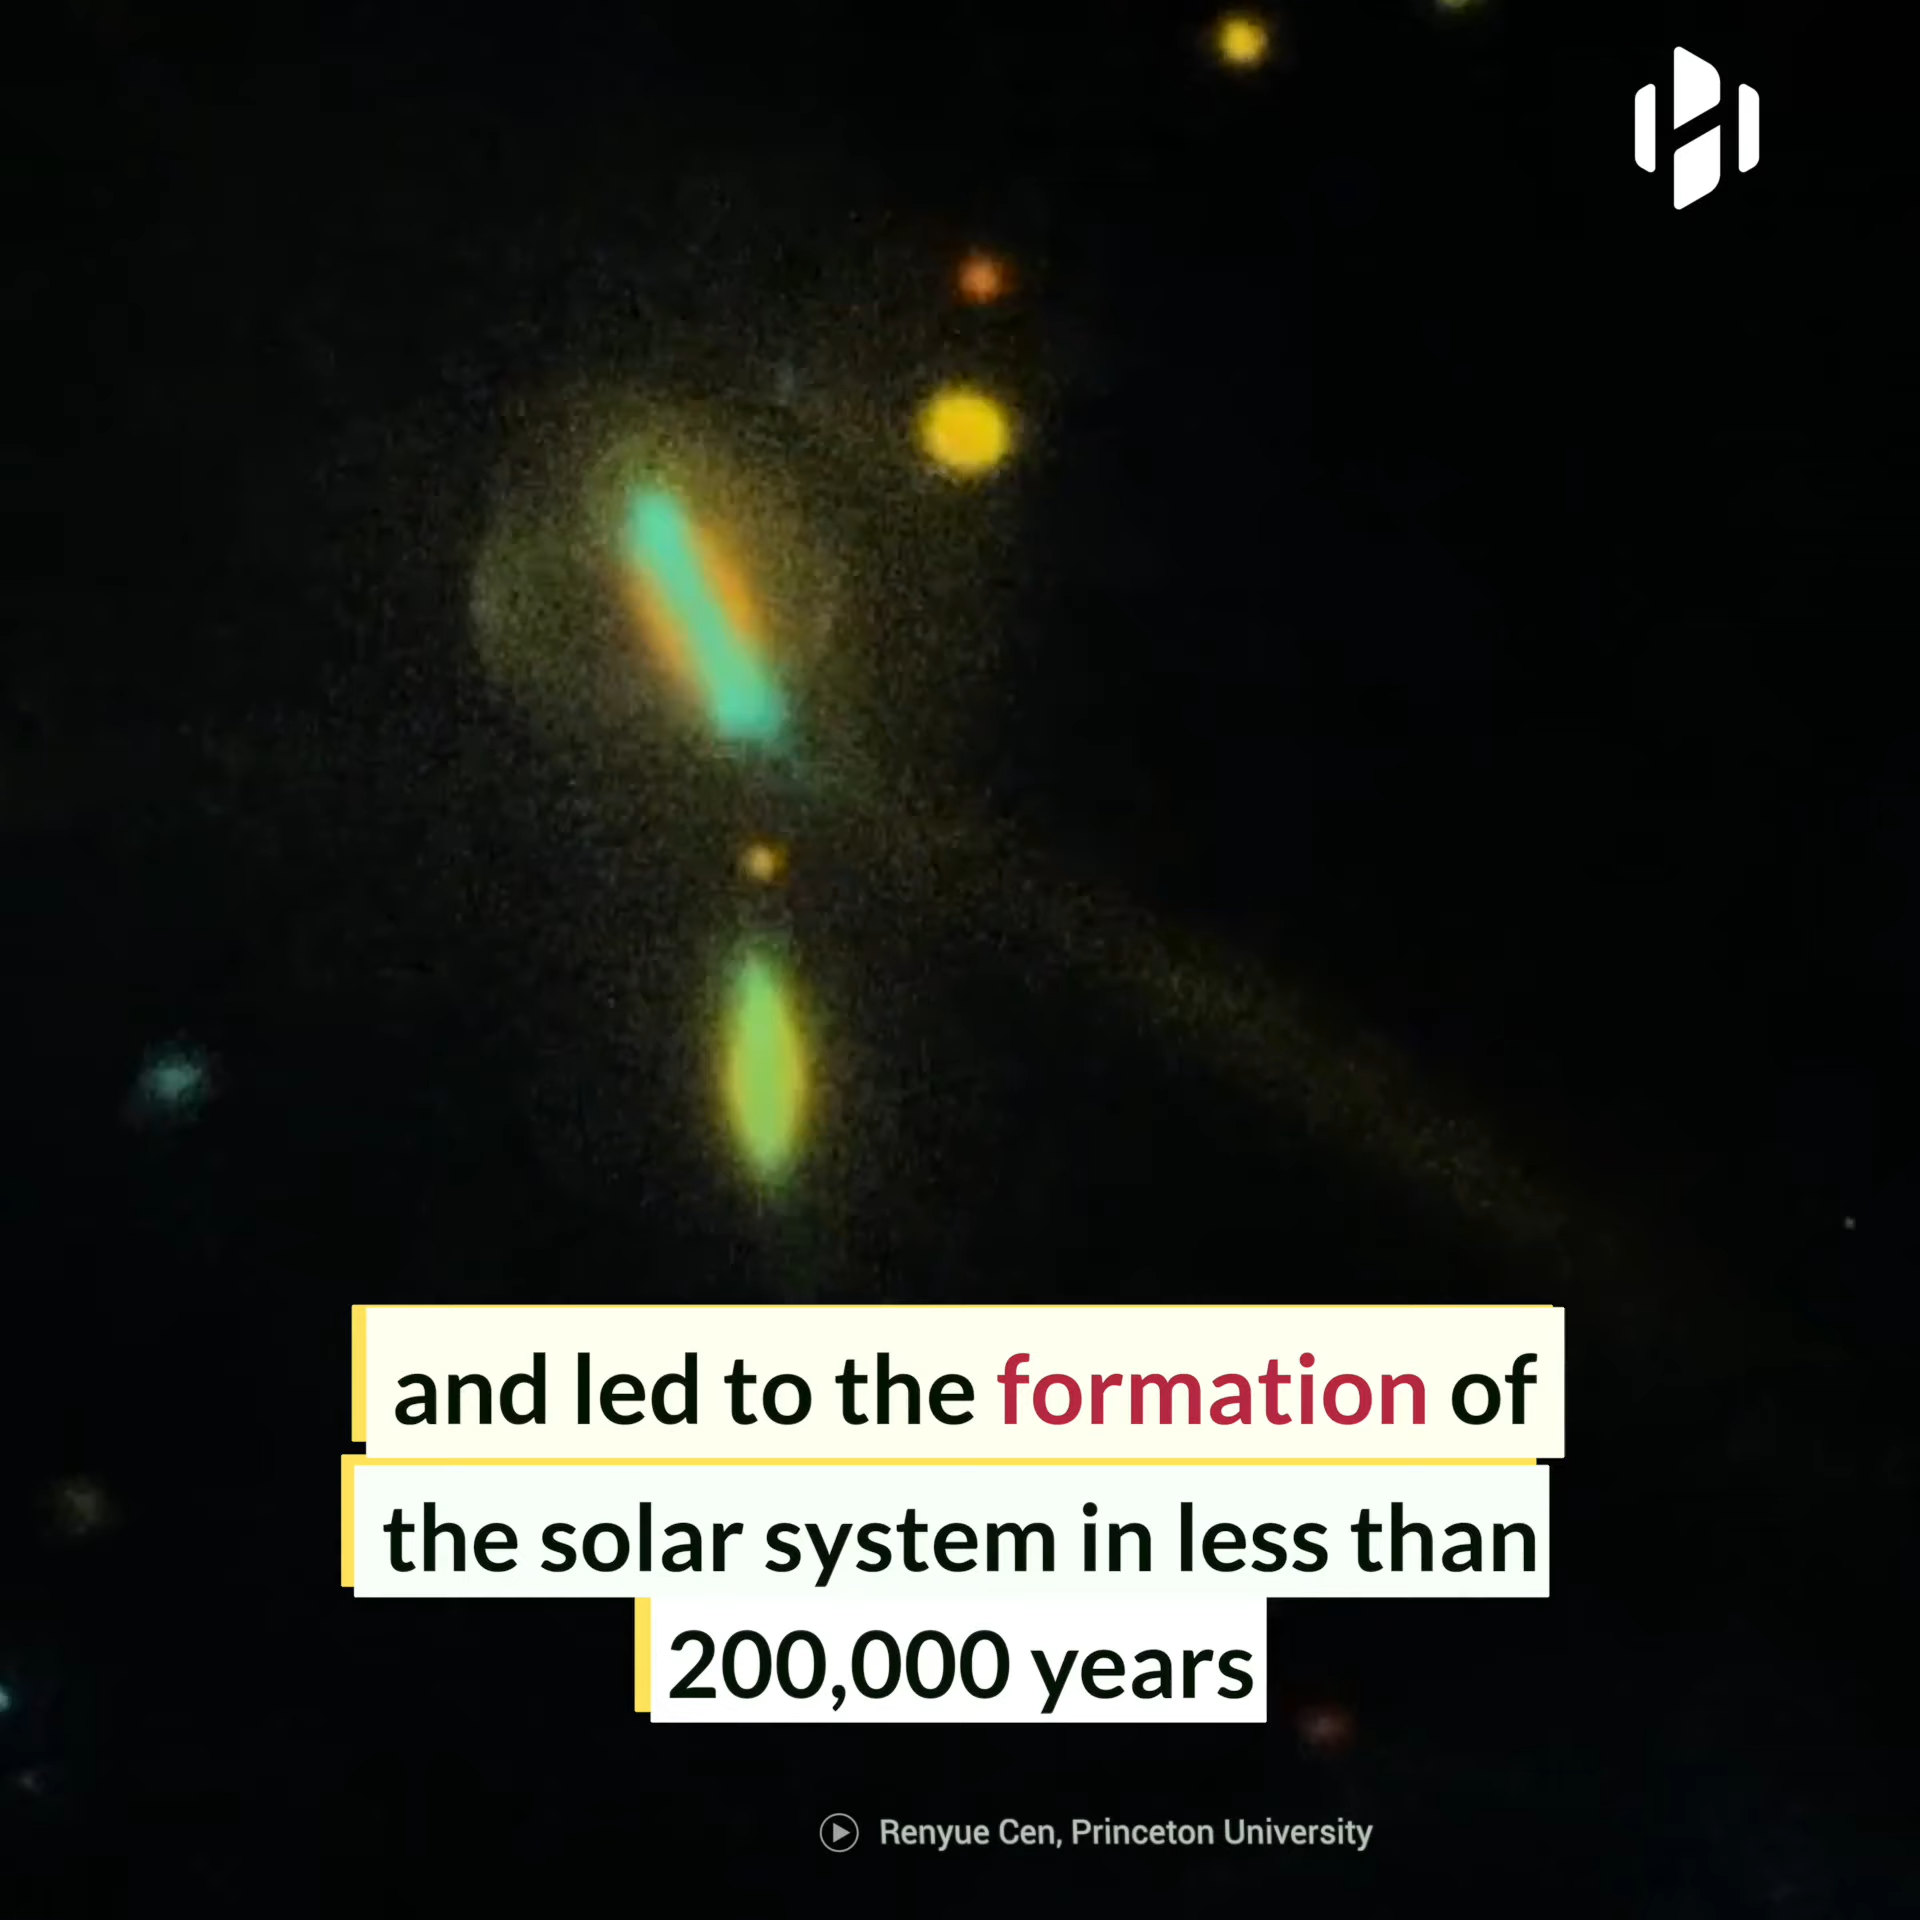 and led to the formation of
the solar system in less than
200,000 years
Renyue Cen, Princeton University